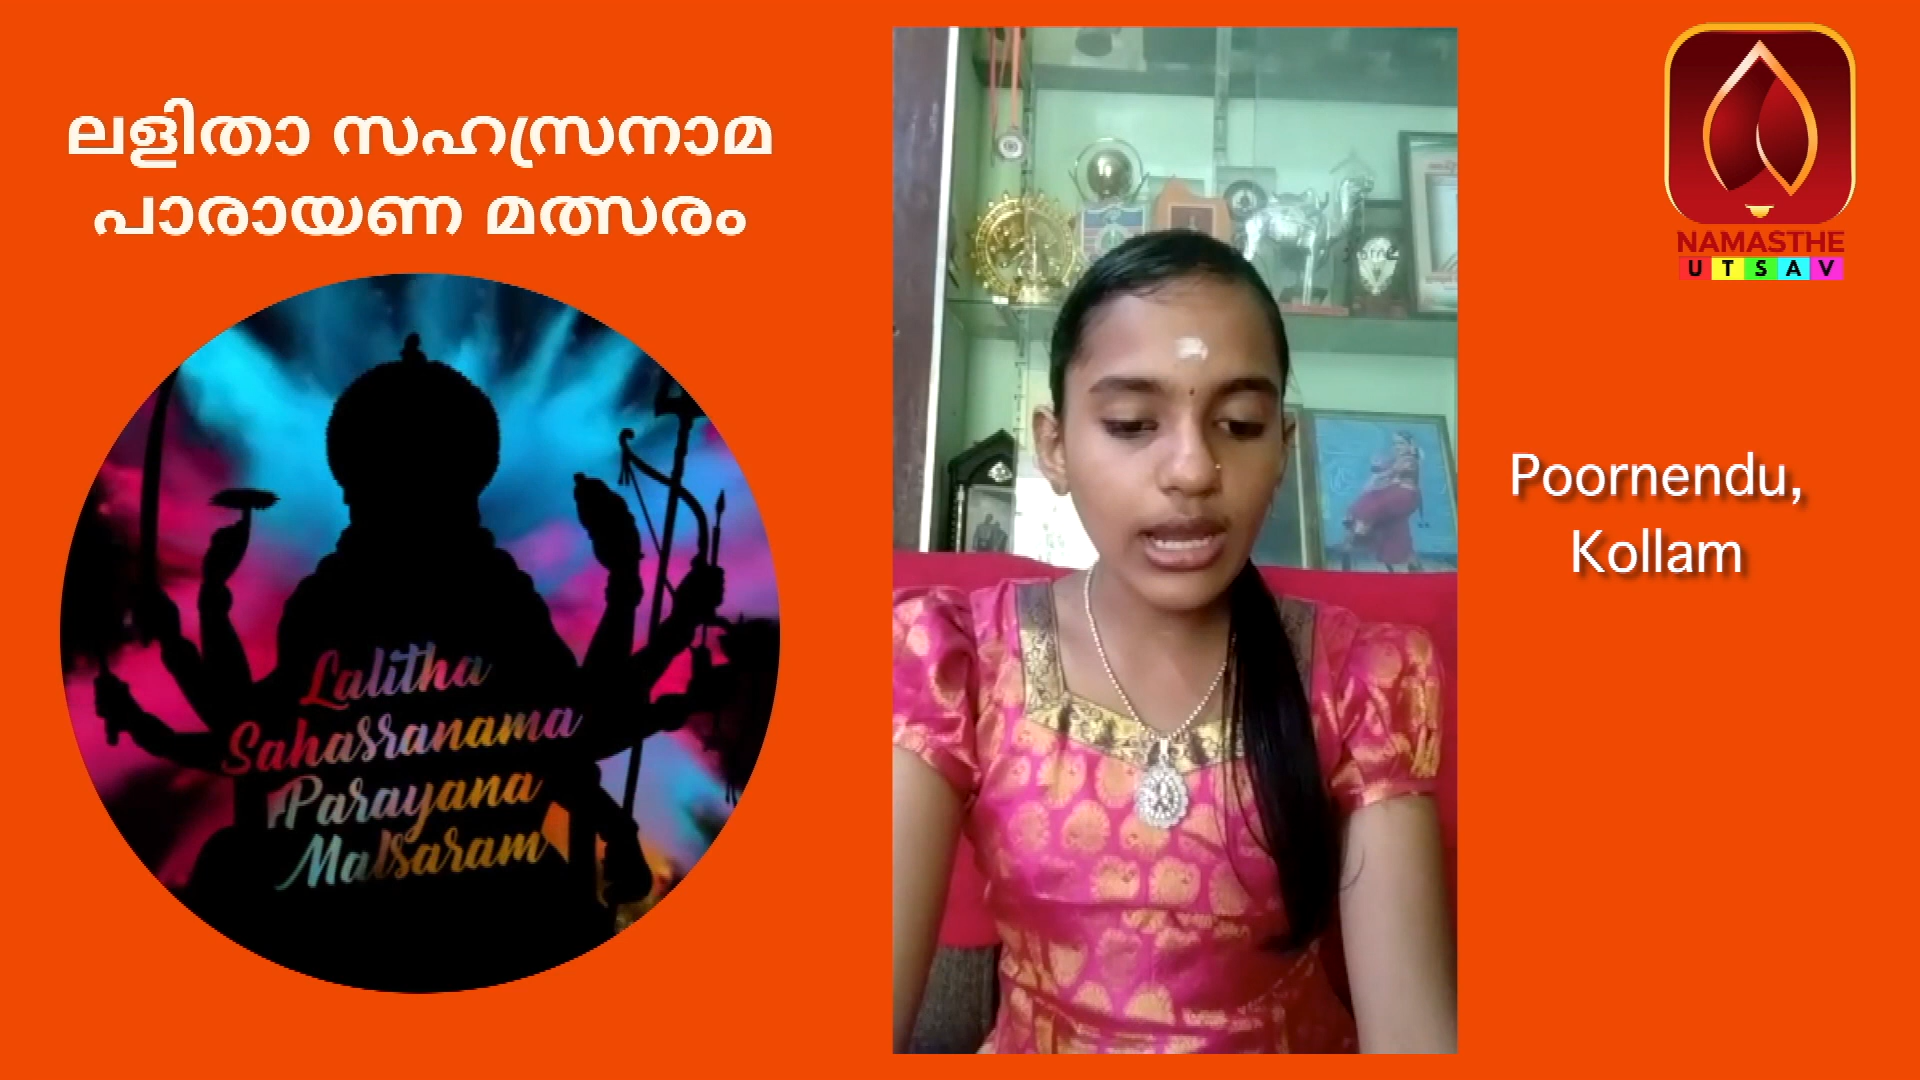 ലളിതാ സഹസ്രനാമ
പാരായണ മത്സരം
Lalitha
Sahasranama
Parayana
Malsaram
NAMASTHE
UTSAV
Poornendu,
Kollam